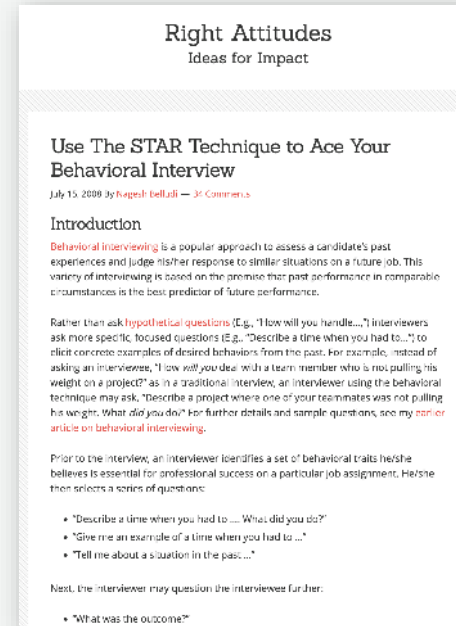 Right Attitudes
Ideas for Impact
Use The STAR Technique to Ace Your
Behavioral Interview
July 15, 2008 By Nagesh Belludi — 34 Comments
Introduction
Behavioral interviewing is a popular approach to assess a candidate's past
experiences and judge his/her response to similar situations on a future job. This
variety of interviewing is based on the premise that past performance in comparable
circumstances is the best predictor of future performance.
Rather than ask hypothetical questions (E.g., "How will you handle...,") interviewers
ask more specific, focused questions (E.g., "Describe a time when you had to...") to
elicit concrete examples of desired behaviors from the past. For example, instead of
asking an interviewee, "How will you deal with a team member who is not pulling his
weight on a project?" as in a traditional interview, an interviewer using the behavioral
technique may ask, "Describe a project where one of your teammates was not pulling
his weight. What did you do?" For further details and sample questions, see my earlier
article on behavioral interviewing.
Prior to the interview, an interviewer identifies a set of behavioral traits he/she
believes is essential for professional success on a particular job assignment. He/she
then selects a series of questions:
• "Describe a time when you had to .... What did you do?"
• "Give me an example of a time when you had to ..."
• "Tell me about a situation in the past ..."
Next, the interviewer may question the interviewee further:
• "What was the outcome?"